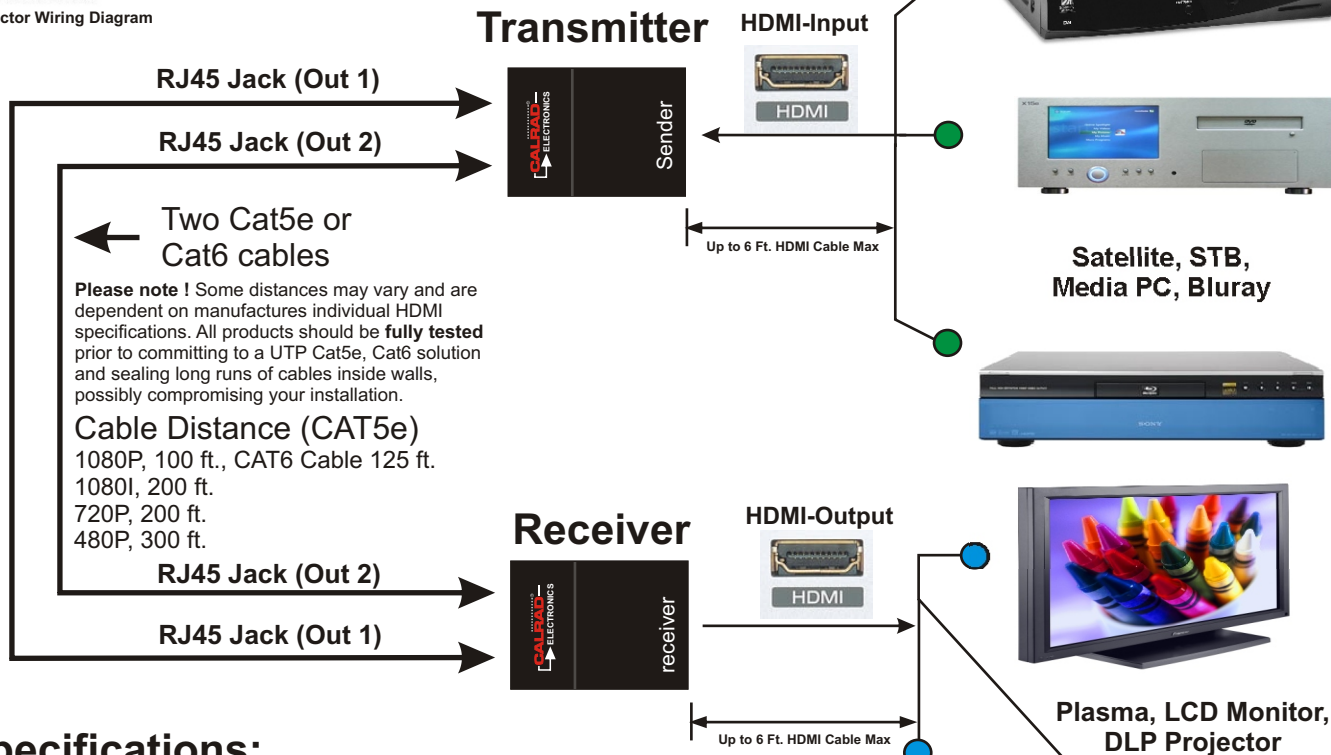 ctor Wiring Diagram
Transmitter
HDMI-Input
RJ45 Jack (Out 1)
RJ45 Jack (Out 2)
CALRAD
ELECTRONICS
Sender
HDMI
Two Cat5e or
Cat6 cables
Up to 6 Ft. HDMI Cable Max
Please note ! Some distances may vary and are
dependent on manufactures individual HDMI
specifications. All products should be fully tested
prior to committing to a UTP Cat5e, Cat6 solution
and sealing long runs of cables inside walls,
possibly compromising your installation.
Cable Distance (CAT5e)
1080P, 100 ft., CAT6 Cable 125 ft.
1080I, 200 ft.
720P, 200 ft.
480P, 300 ft.
Satellite, STB,
Media PC, Bluray
SONY
Receiver
HDMI-Output
RJ45 Jack (Out 2)
RJ45 Jack (Out 1)
CALRAD
ELECTRONICS
receiver
HDMI
Up to 6 Ft. HDMI Cable Max
Plasma, LCD Monitor,
DLP Projector
pecifications: